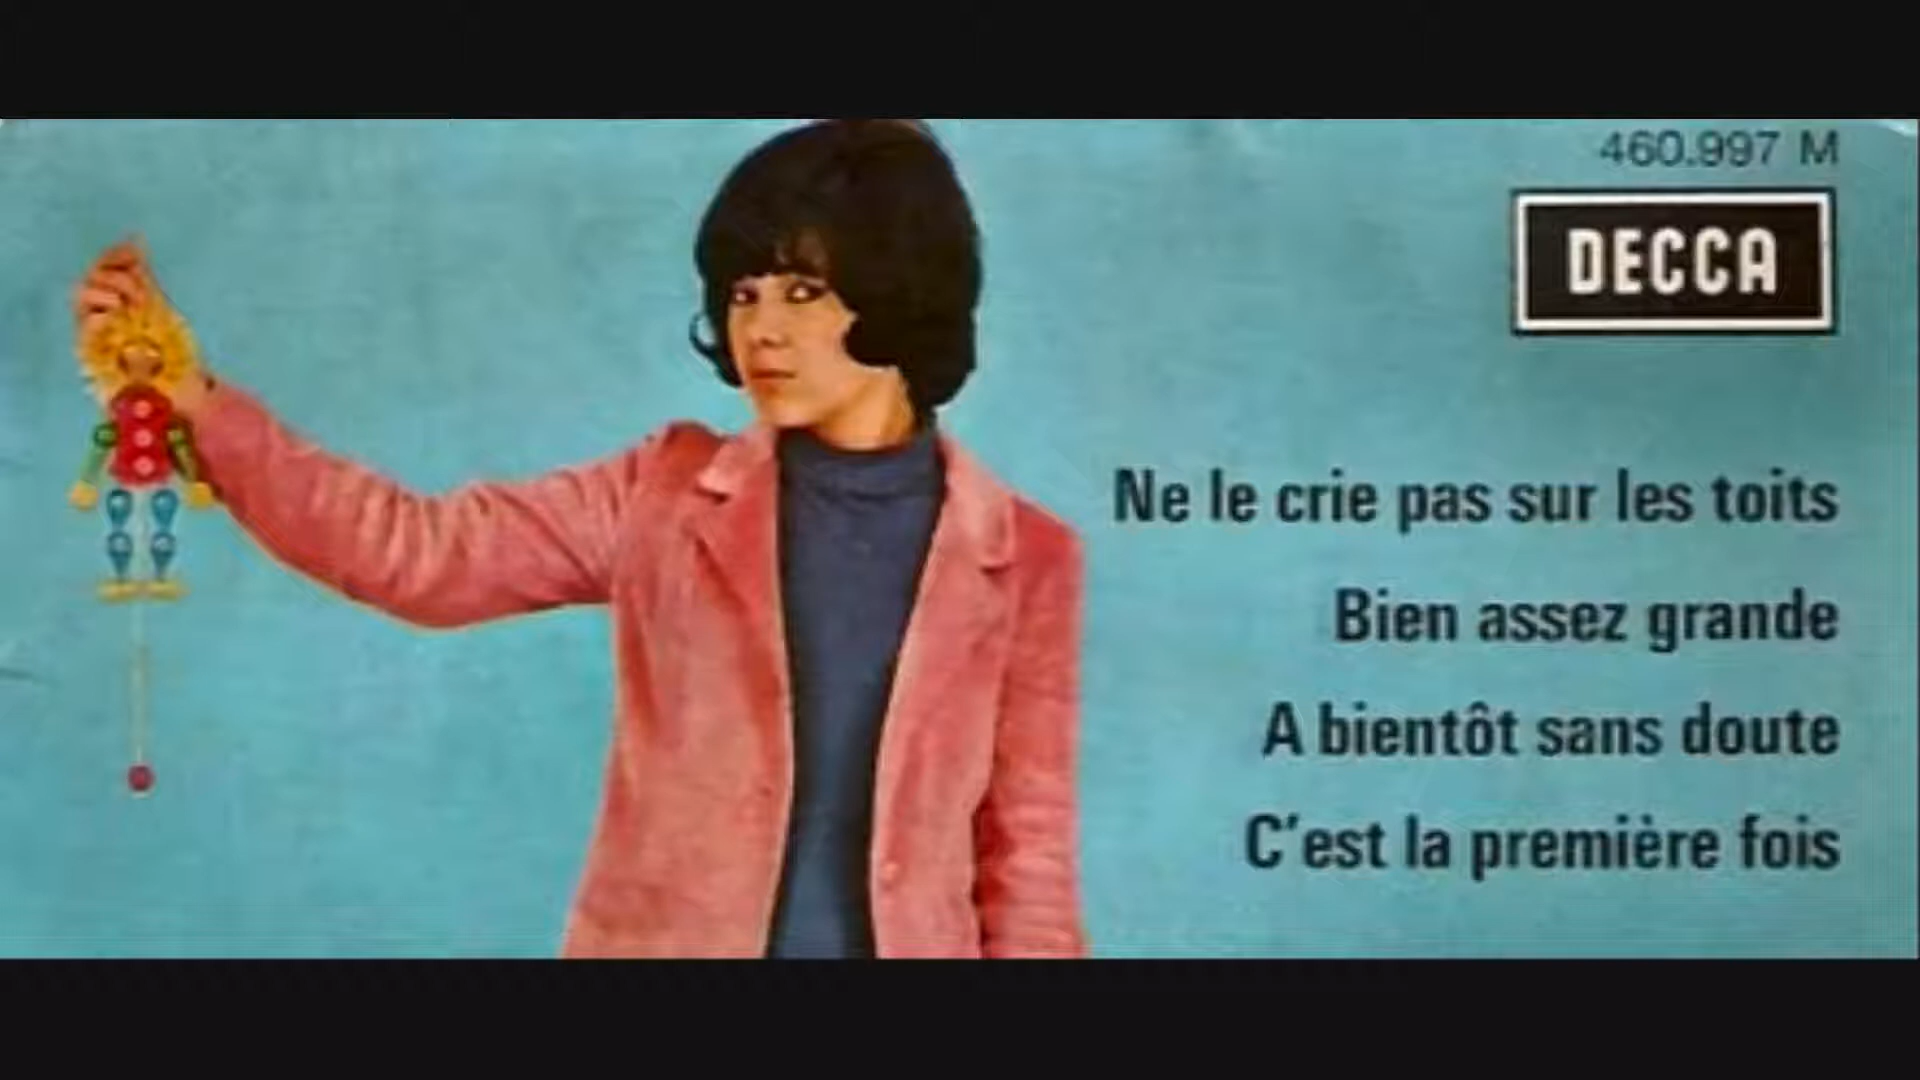 460.997 M
DECCA
Ne le crie pas sur les toits
Bien assez grande
A bientôt sans doute
C'est la première fois